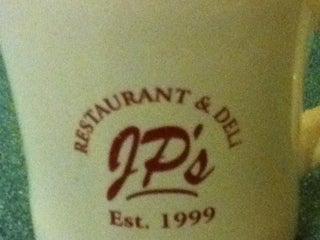 RESTAURANT & DELI
JP's
Est. 1999